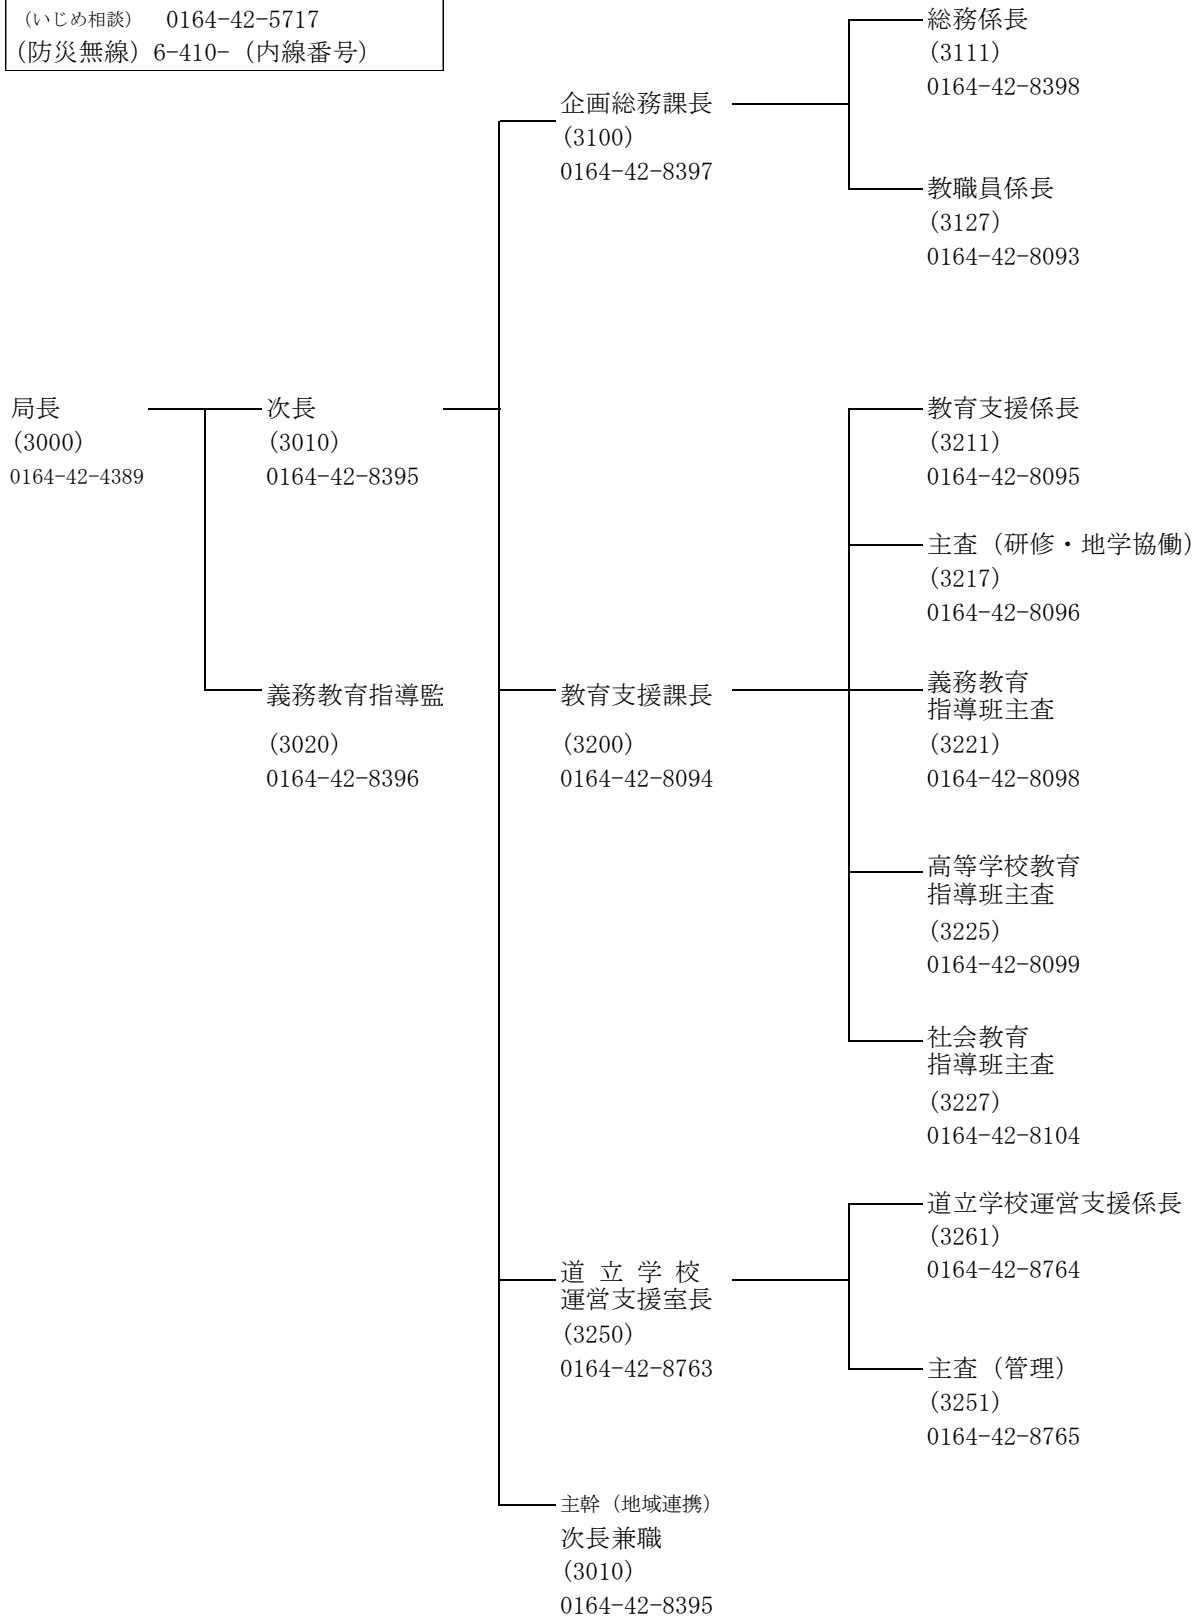 （いじめ相談） 0164-42-5717
（防災無線）6-410-（内線番号）
局長
(3000)
0164-42-4389
次長
(3010)
0164-42-8395
義務教育指導監
(3020)
0164-42-8396
企画総務課長
(3100)
0164-42-8397
総務係長
(3111)
0164-42-8398
教職員係長
(3127)
0164-42-8093
教育支援課長
(3200)
0164-42-8094
教育支援係長
(3211)
0164-42-8095
主査（研修・地学協働）
(3217)
0164-42-8096
義務教育
指導班主査
(3221)
0164-42-8098
高等学校教育
指導班主査
(3225)
0164-42-8099
社会教育
指導班主査
(3227)
0164-42-8104
道 立 学 校
運営支援室長
(3250)
0164-42-8763
道立学校運営支援係長
(3261)
0164-42-8764
主査（管理）
(3251)
0164-42-8765
主幹（地域連携）
次長兼職
(3010)
0164-42-8395